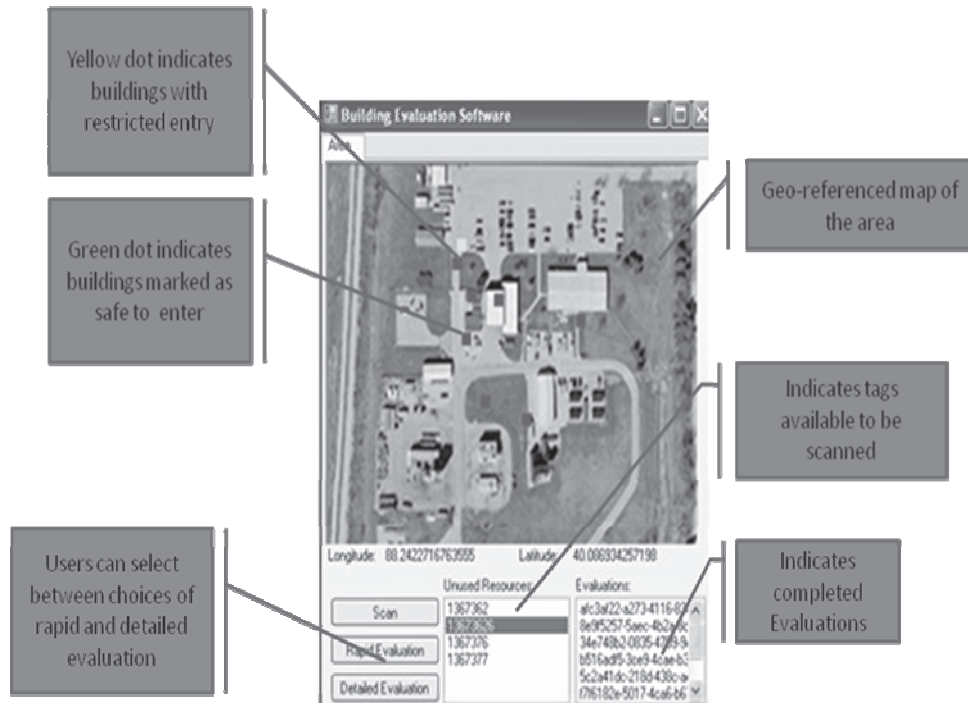 Yellow dot indicates
buildings with
restricted entry
Green dot indicates
buildings marked as
safe to enter
Users can select
between choices of
rapid and detailed
evaluation
Building Evaluation Software
Area
Longitude: 88.2422716763555 Latitude: 40.066934257198
Scan
Rapid Evaluation
Detailed Evaluation
Unused Resources:
1367362
1367376
1367377
Evaluations:
Geo-referenced map of
the area
Indicates tags
available to be
scanned
Indicates
completed
Evaluations